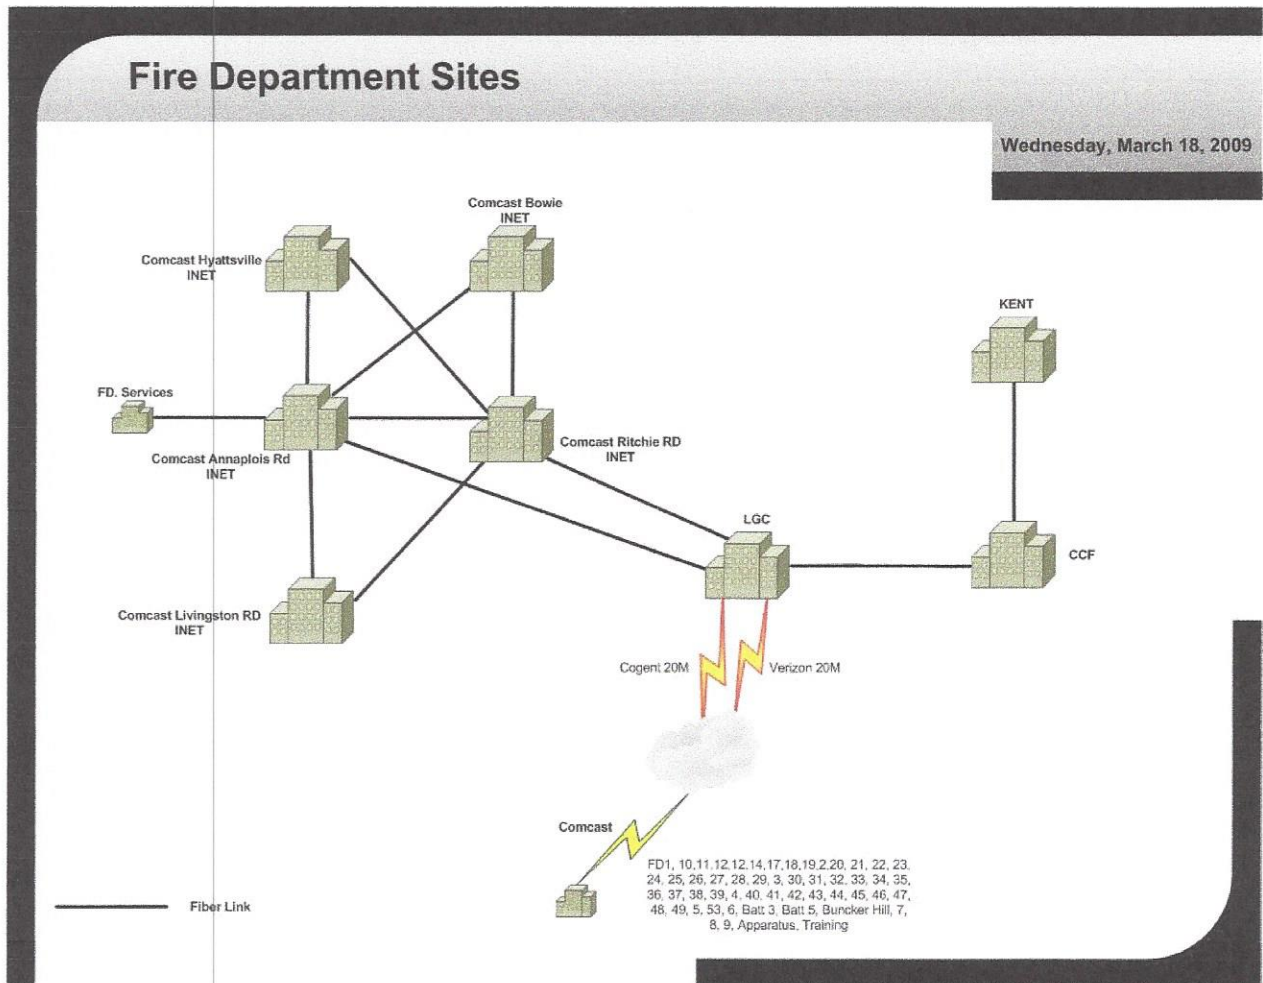 Fire Department Sites
Wednesday, March 18, 2009
Comcast Bowie
INET
Comcast Hyattsville
INET
KENT
FD. Services
Comcast Annaplois Rd
INET
Comcast Ritchie RD
INET
LGC
CCF
Comcast Livingston RD
INET
Cogent 20M
Verizon 20M
Comcast
FD1, 10,11,12,12,14,17,18,19,2,20, 21, 22, 23,
24, 25, 26, 27, 28, 29, 3, 30, 31, 32, 33, 34, 35,
36, 37, 38, 39, 4, 40, 41, 42, 43, 44, 45, 46, 47,
48, 49, 5, 53, 6, Batt 3, Batt 5, Buncker Hill, 7,
8, 9, Apparatus, Training
Fiber Link